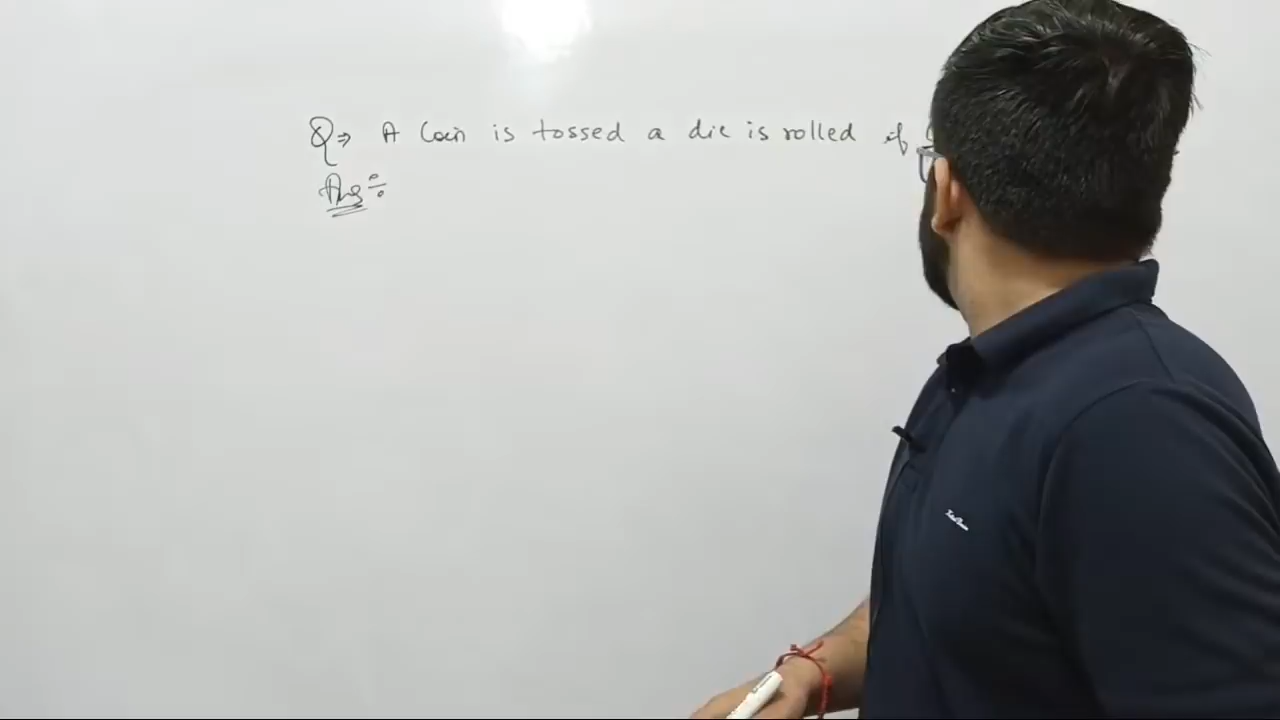 Q⇒ A Coin is tossed a die is rolled if
Ans ÷